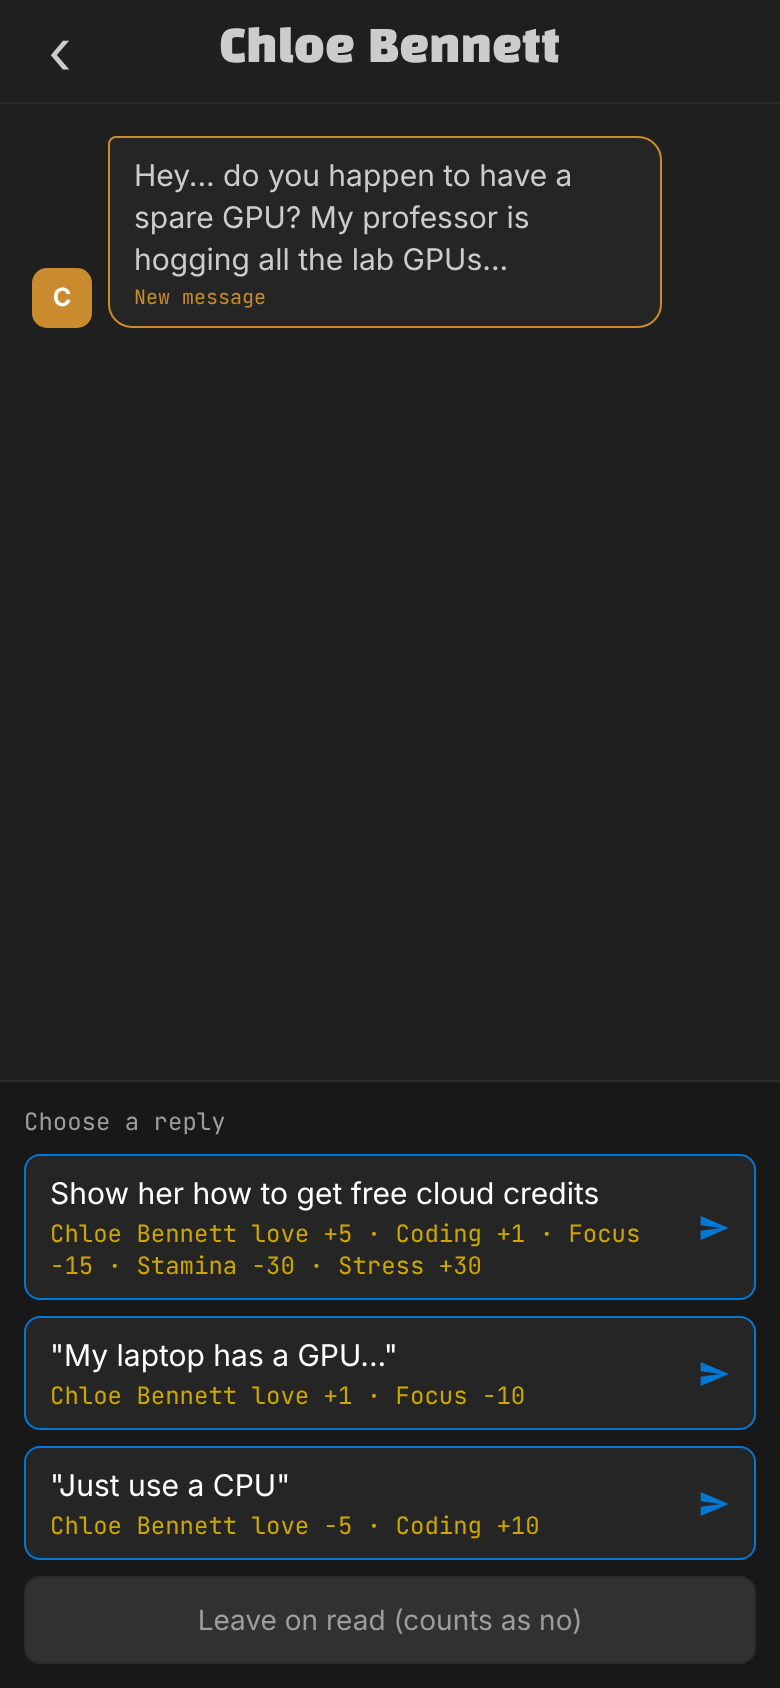 Chloe Bennett
Hey... do you happen to have a
spare GPU? My professor is
hogging all the lab GPUs...
New message
C
Choose a reply
Show her how to get free cloud credits
Chloe Bennett love +5 · Coding +1 · Focus
-15 · Stamina -30 · Stress +30
"My laptop has a GPU..."
Chloe Bennett love +1 · Focus -10
"Just use a CPU"
Chloe Bennett love -5 · Coding +10
Leave on read (counts as no)